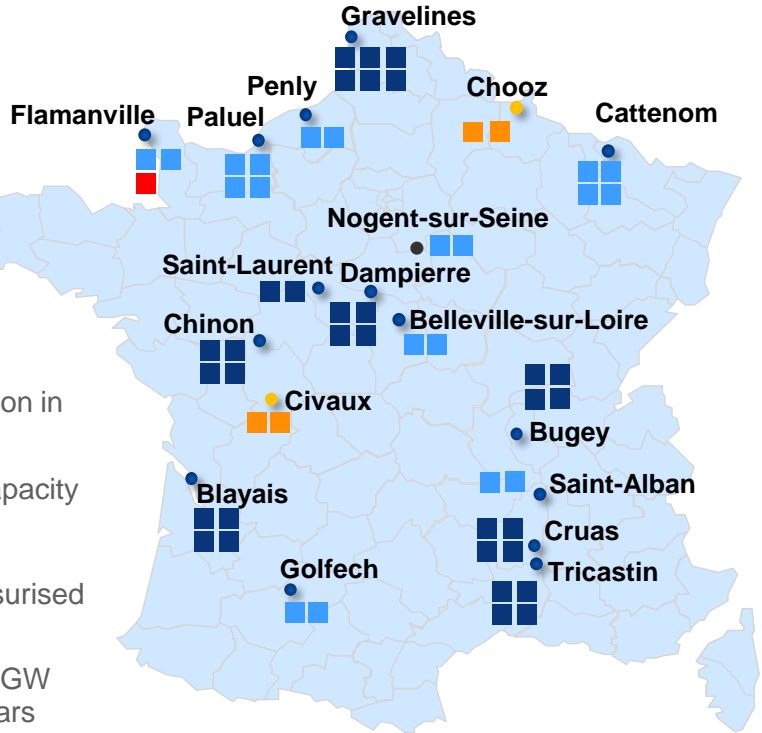 Gravelines
Penly
Chooz
Flamanville
Paluel
Cattenom
Nogent-sur-Seine
Saint-Laurent
Dampierre
Chinon
Belleville-sur-Loire
on in
Civaux
Bugey
apacity
Blayais
Saint-Alban
Cruas
Golfech
Tricastin
surised
GW
ars